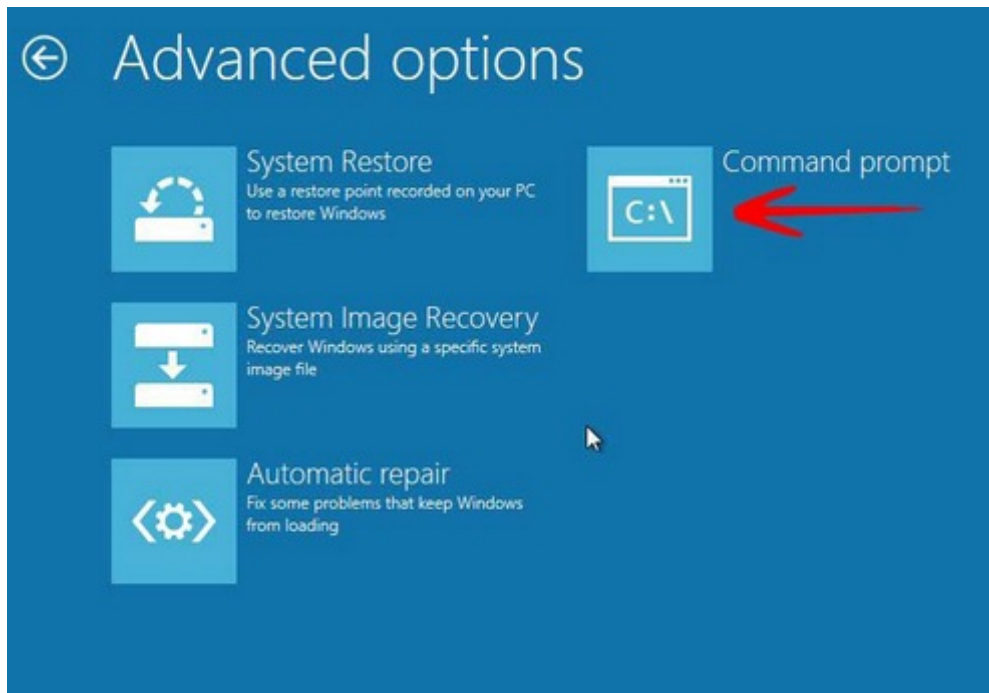 Advanced options
System Restore
Use a restore point recorded on your PC
to restore Windows
Command prompt
C:\
System Image Recovery
Recover Windows using a specific system
image file
Automatic repair
Fix some problems that keep Windows
from loading